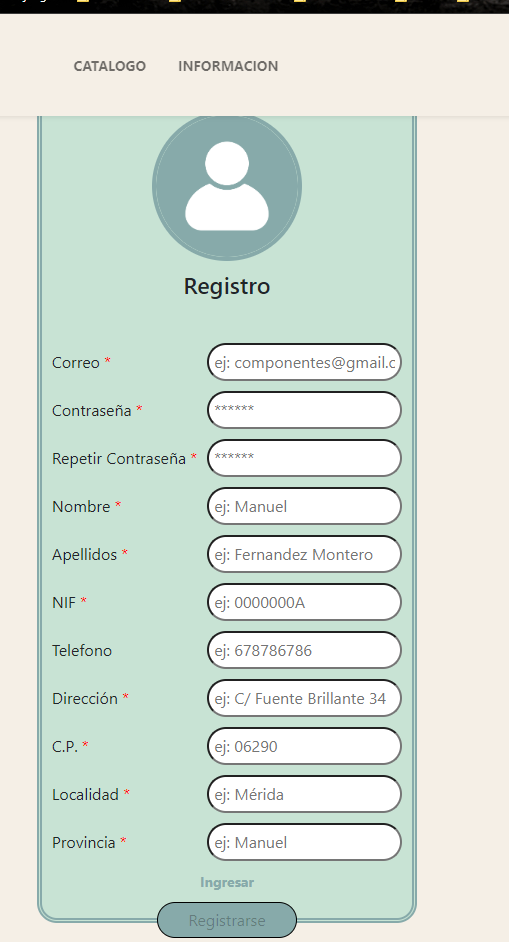 CATALOGO INFORMACION
Registro
Correo * ej: componentes@gmail.c
Contraseña * ******
Repetir Contraseña * ******
Nombre * ej: Manuel
Apellidos * ej: Fernandez Montero
NIF * ej: 0000000A
Telefono ej: 678786786
Dirección * ej: C/ Fuente Brillante 34
C.P. * ej: 06290
Localidad * ej: Mérida
Provincia * ej: Manuel
Ingresar
Registrarse